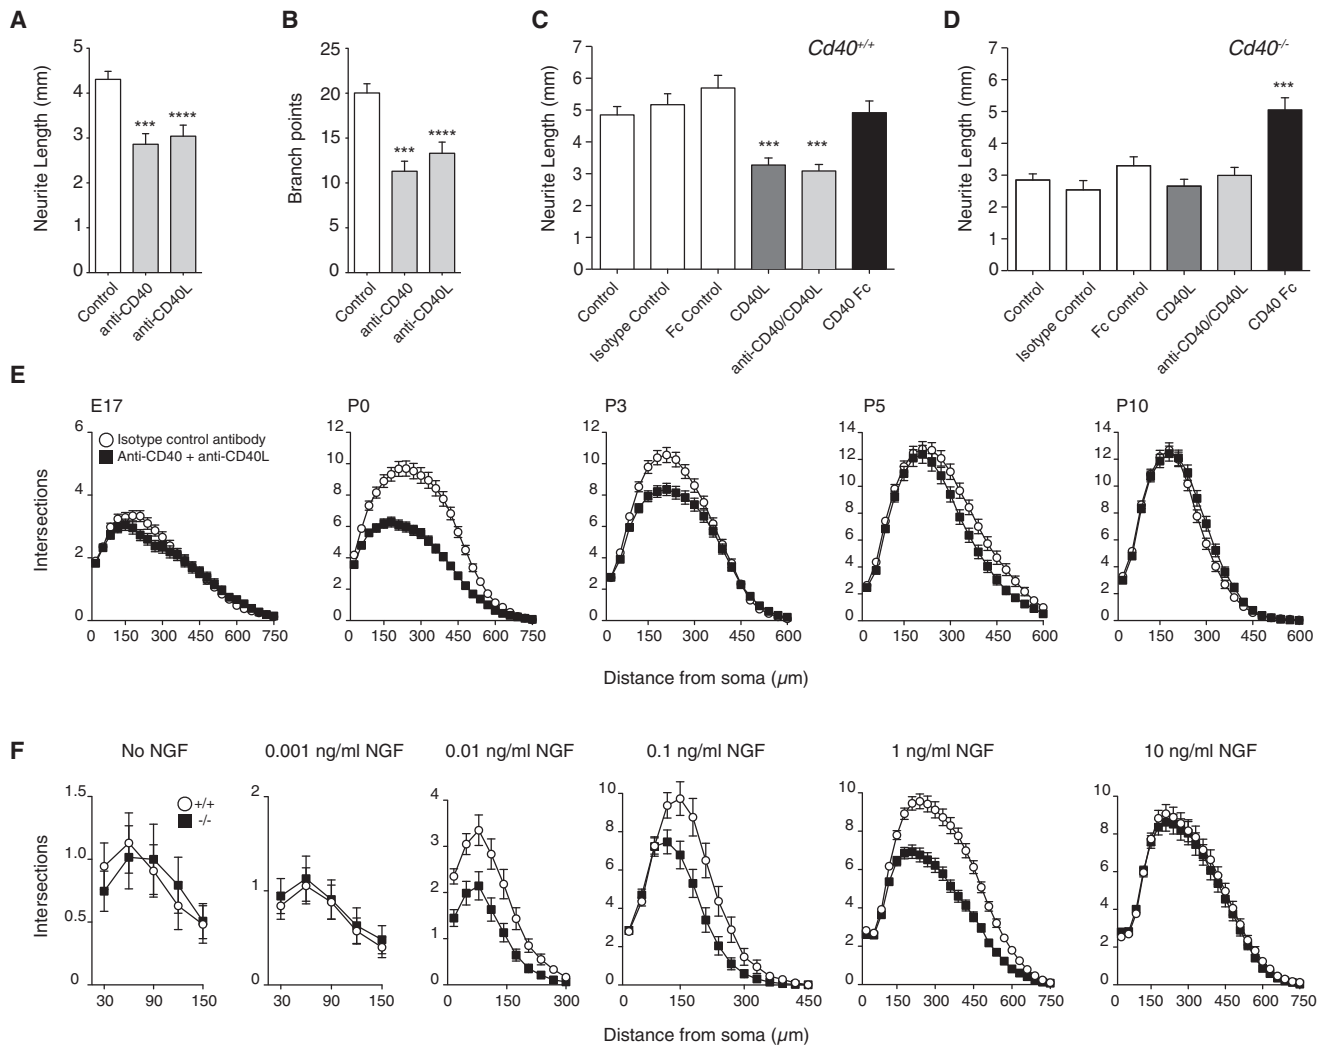 A
Neurite Length (mm)
5
4
3
2
1
0
***
****
Control
anti-CD40
anti-CD40L
B
Branch points
25
20
15
10
5
0
***
****
Control
anti-CD40
anti-CD40L
C
Cd40+/+
Neurite Length (mm)
7
6
5
4
3
2
1
0
***
***
Control
Isotype Control
Fc Control
CD40L
anti-CD40/CD40L
CD40 Fc
D
Cd40-/-
Neurite Length (mm)
7
6
5
4
3
2
1
0
***
Control
Isotype Control
Fc Control
CD40L
anti-CD40/CD40L
CD40 Fc
E
Intersections
E17
Isotype control antibody
Anti-CD40 + anti-CD40L
6
4
2
0
0 150 300 450 600 750
P0
12
10
8
6
4
2
0
0 150 300 450 600 750
P3
12
10
8
6
4
2
0
0 150 300 450 600
P5
14
12
10
8
6
4
2
0
0 150 300 450 600
P10
14
12
10
8
6
4
2
0
0 150 300 450 600
Distance from soma (µm)
F
Intersections
No NGF
+/+
-/-
1.5
1.0
0.5
0
30 90 150
0.001 ng/ml NGF
2
1
0
30 90 150
0.01 ng/ml NGF
4
3
2
1
0
0 150 300
0.1 ng/ml NGF
10
8
6
4
2
0
0 150 300 450
1 ng/ml NGF
10
8
6
4
2
0
0 150 300 450 600 750
10 ng/ml NGF
10
8
6
4
2
0
0 150 300 450 600 750
Distance from soma (µm)